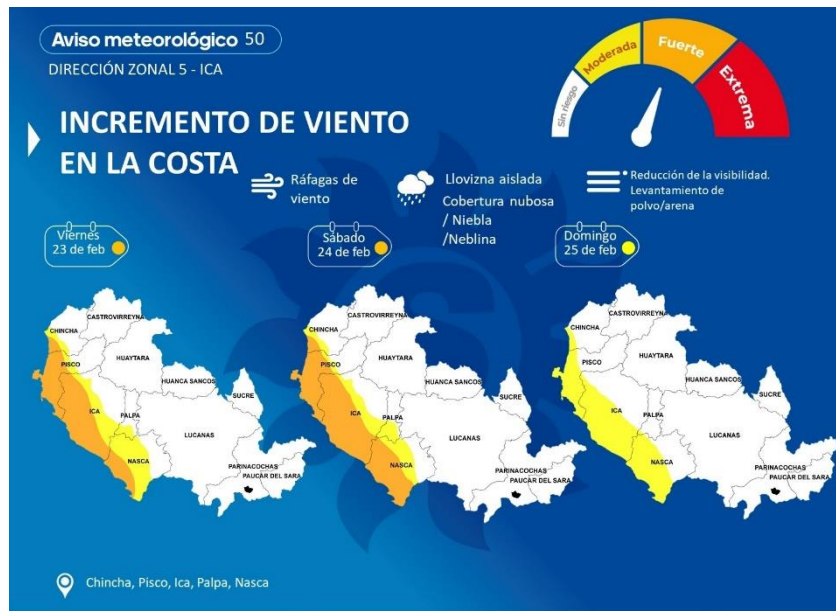 Aviso meteorológico 50
DIRECCIÓN ZONAL 5 - ICA
Sin riesgo
Moderada
Fuerte
Extrema
INCREMENTO DE VIENTO
EN LA COSTA
Ráfagas de
viento
Llovizna aislada
Cobertura nubosa
/ Niebla
/Neblina
Reducción de la visibilidad.
Levantamiento de
polvo/arena
Viernes
23 de feb
Sábado
24 de feb
Domingo
25 de feb
CHINCHA
CASTROVIRREYNA
PISCO
HUAYTARA
HUANCA SANCOS
ICA
PALPA
SUCRE
LUCANAS
NASCA
PARINACOCHAS
PAUCAR DEL SARA
CHINCHA
CASTROVIRREYNA
PISCO
HUAYTARA
HUANCA SANCOS
ICA
PALPA
SUCRE
LUCANAS
NASCA
PARINACOCHAS
PAUCAR DEL SARA
CHINCHA
CASTROVIRREYNA
PISCO
HUAYTARA
HUANCA SANCOS
ICA
PALPA
SUCRE
LUCANAS
NASCA
PARINACOCHAS
PAUCAR DEL SARA
Chincha, Pisco, Ica, Palpa, Nasca